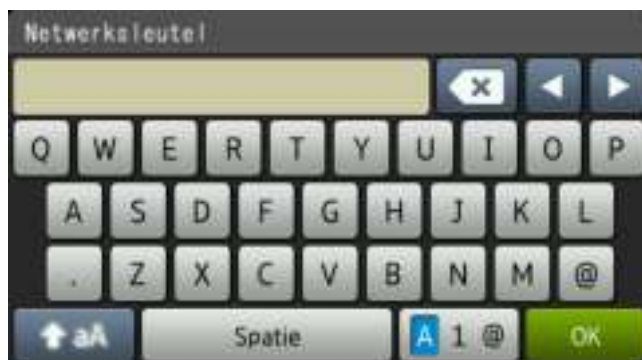 Netwerksleutel
Q W E R T Y U I O P
A S D F G H J K L
. Z X C V B N M @
aA Spatie A 1 @ OK